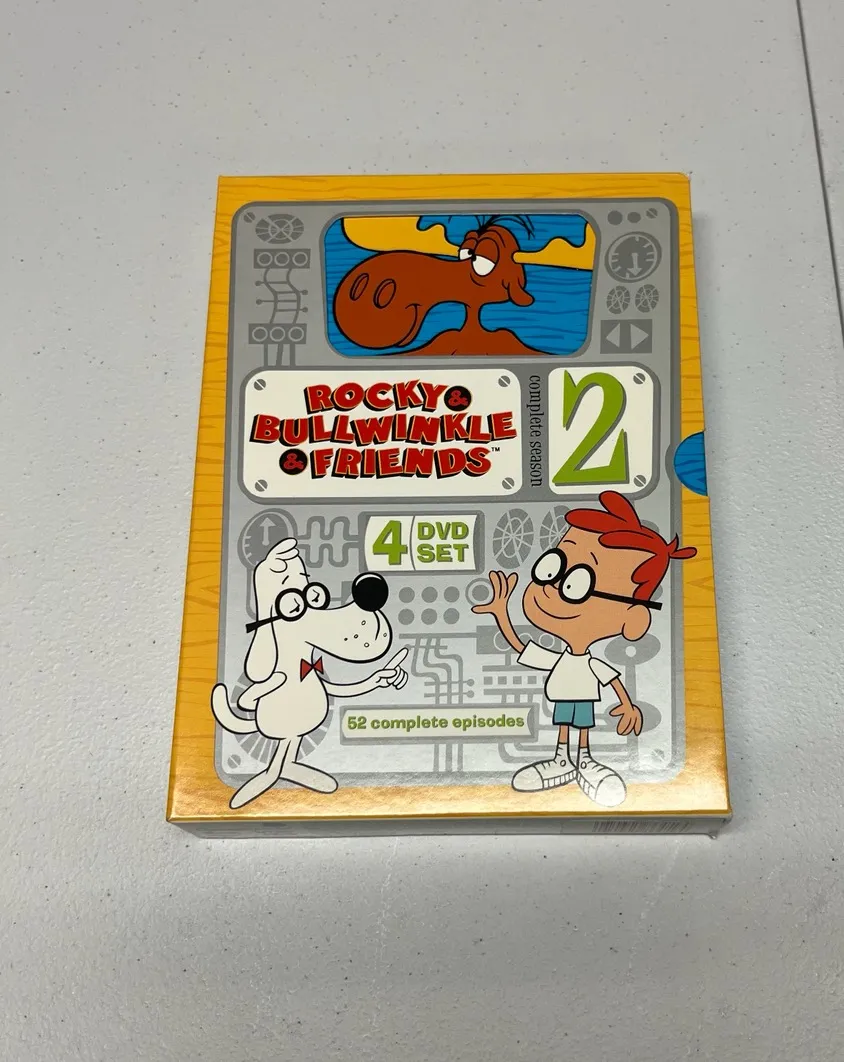 ROCKY &
BULLWINKLE
& FRIENDS™
complete season
2
4 DVD
SET
52 complete episodes